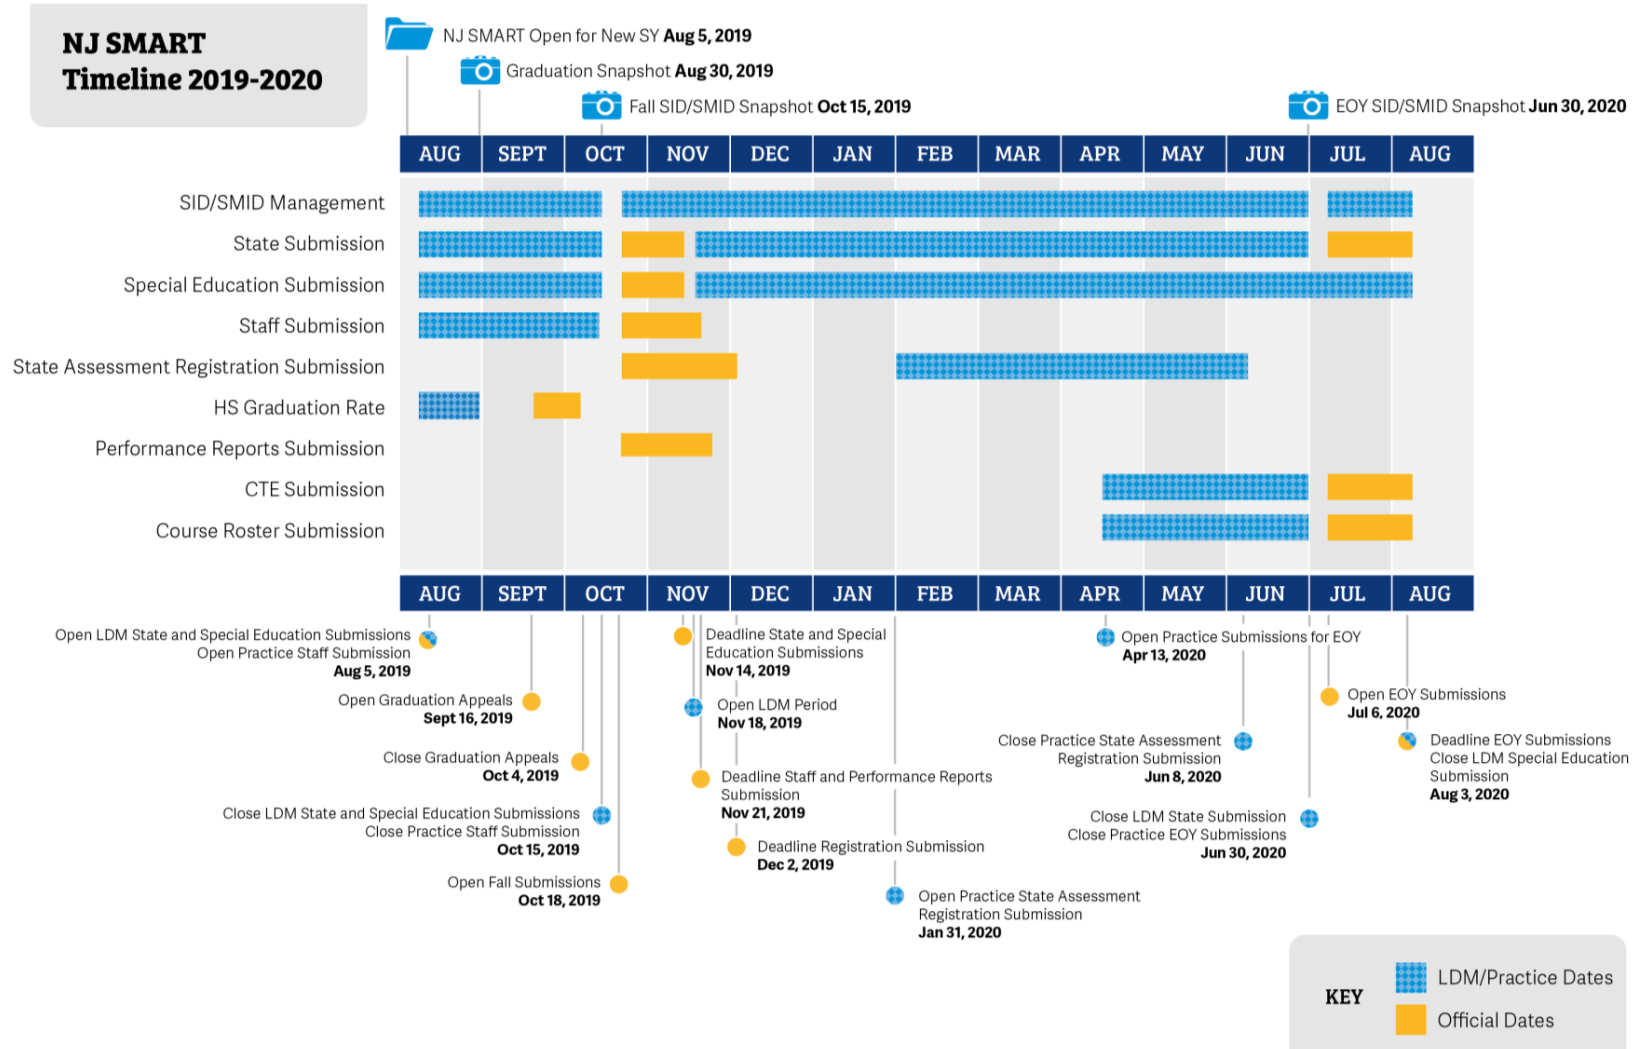 NJ SMART
Timeline 2019-2020
NJ SMART Open for New SY Aug 5, 2019
Graduation Snapshot Aug 30, 2019
Fall SID/SMID Snapshot Oct 15, 2019
EOY SID/SMID Snapshot Jun 30, 2020
AUG SEPT OCT NOV DEC JAN FEB MAR APR MAY JUN JUL AUG
SID/SMID Management
State Submission
Special Education Submission
Staff Submission
State Assessment Registration Submission
HS Graduation Rate
Performance Reports Submission
CTE Submission
Course Roster Submission
AUG SEPT OCT NOV DEC JAN FEB MAR APR MAY JUN JUL AUG
Open LDM State and Special Education Submissions
Open Practice Staff Submission
Aug 5, 2019
Open Graduation Appeals
Sept 16, 2019
Close Graduation Appeals
Oct 4, 2019
Close LDM State and Special Education Submissions
Close Practice Staff Submission
Oct 15, 2019
Open Fall Submissions
Oct 18, 2019
Deadline State and Special
Education Submissions
Nov 14, 2019
Open LDM Period
Nov 18, 2019
Deadline Staff and Performance Reports
Submission
Nov 21, 2019
Deadline Registration Submission
Dec 2, 2019
Open Practice State Assessment
Registration Submission
Jan 31, 2020
Open Practice Submissions for EOY
Apr 13, 2020
Close Practice State Assessment
Registration Submission
Jun 8, 2020
Close LDM State Submission
Close Practice EOY Submissions
Jun 30, 2020
Open EOY Submissions
Jul 6, 2020
Deadline EOY Submissions
Close LDM Special Education
Submission
Aug 3, 2020
KEY
LDM/Practice Dates
Official Dates